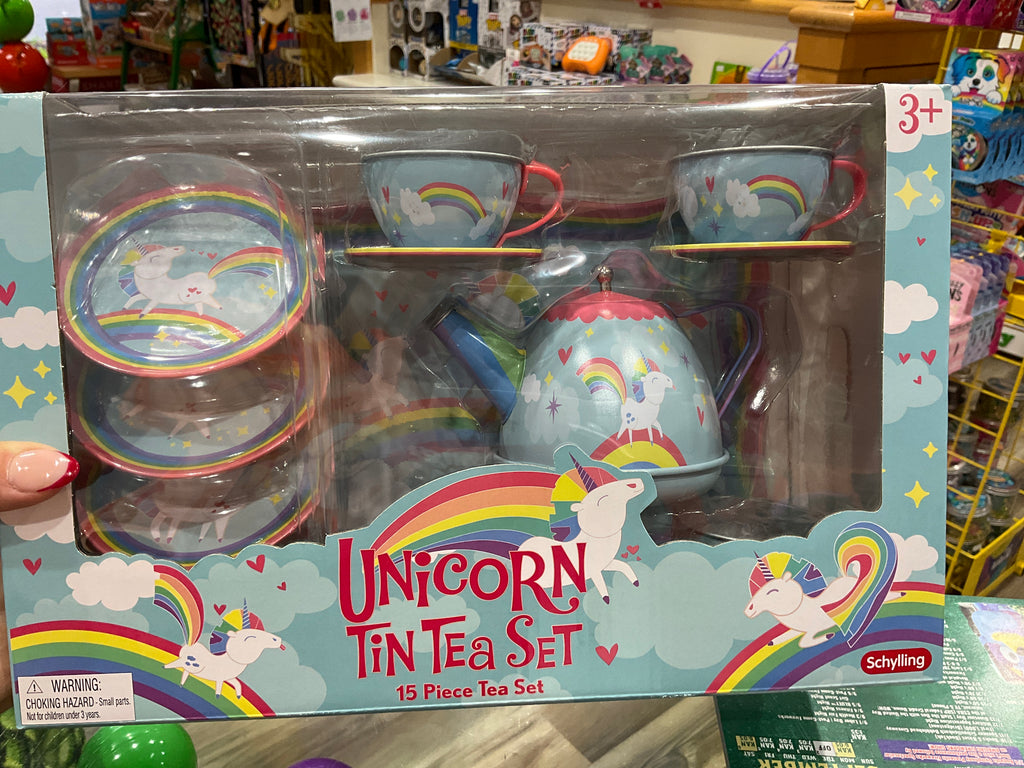 3+
UNiCORN
TiN TEa SET
15 Piece Tea Set
Schylling
WARNING:
CHOKING HAZARD - Small parts.
Not for children under 3 years.